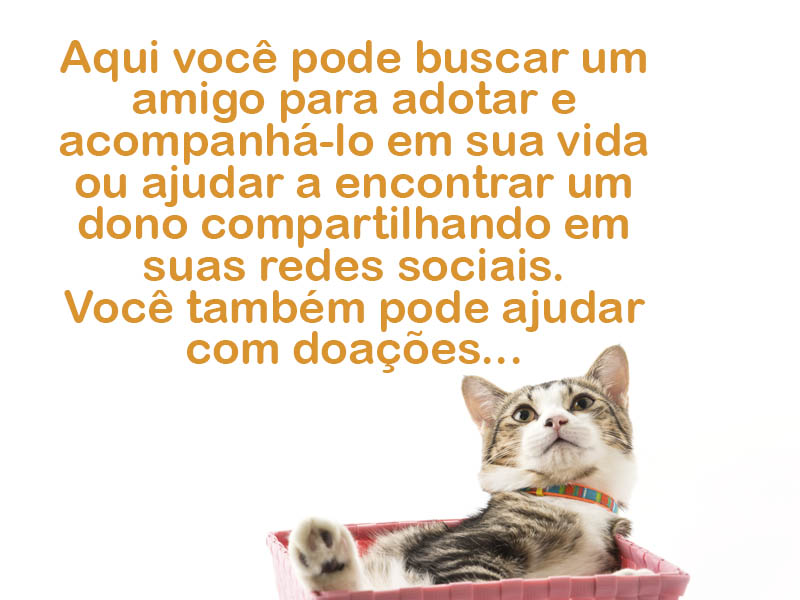 Aqui você pode buscar um
amigo para adotar e
acompanhá-lo em sua vida
ou ajudar a encontrar um
dono compartilhando em
suas redes sociais.
Você também pode ajudar
com doações...